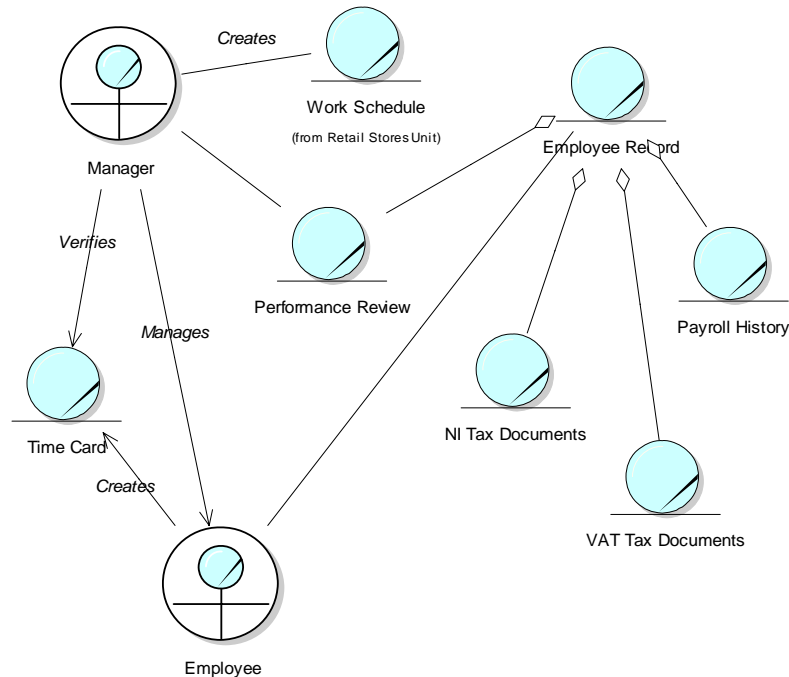 Creates
Work Schedule
(from Retail Stores Unit)
Manager
Employee Record
Verifies
Performance Review
Manages
Payroll History
Time Card
NI Tax Documents
Creates
VAT Tax Documents
Employee